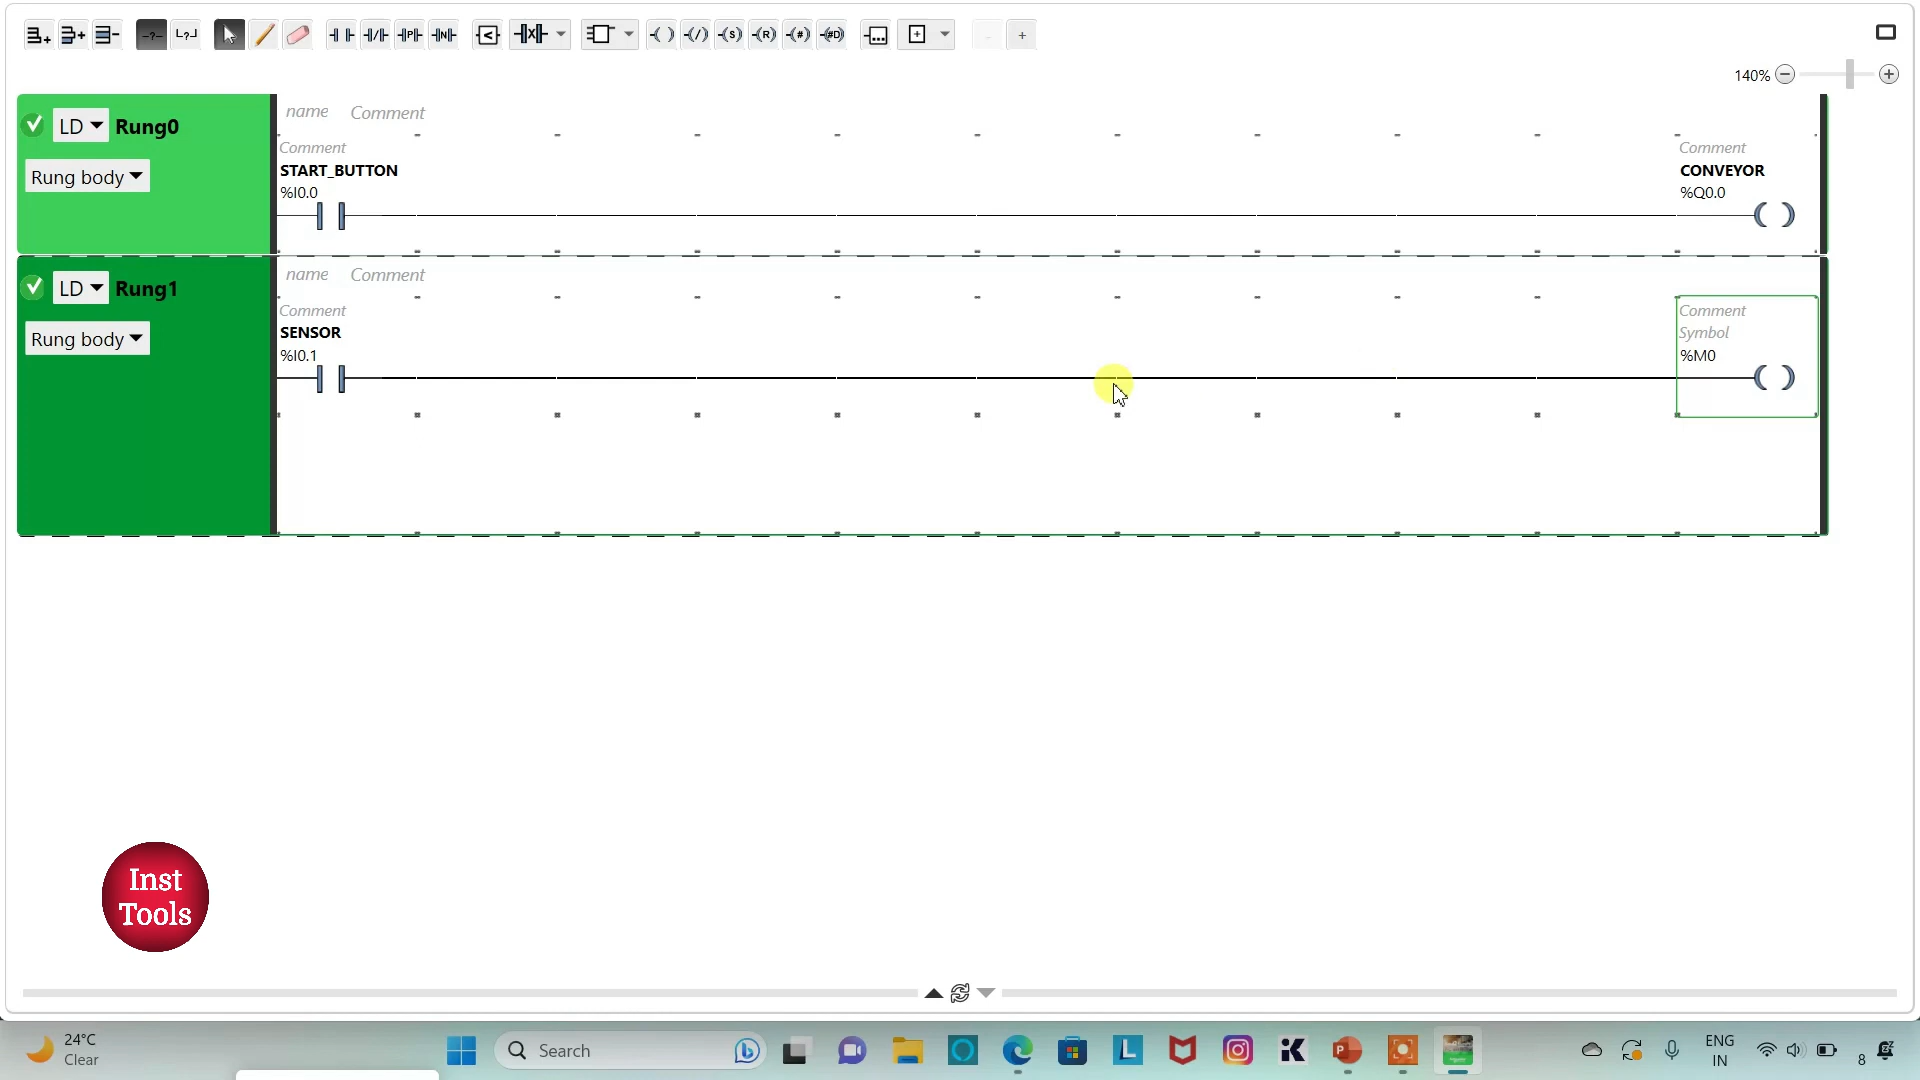 140%
LD Rung0
Rung body
name Comment
Comment
START_BUTTON
%I0.0
Comment
CONVEYOR
%Q0.0
LD Rung1
Rung body
name Comment
Comment
SENSOR
%I0.1
Comment
Symbol
%M0
Inst
Tools
24°C
Clear
Search
ENG
IN
8